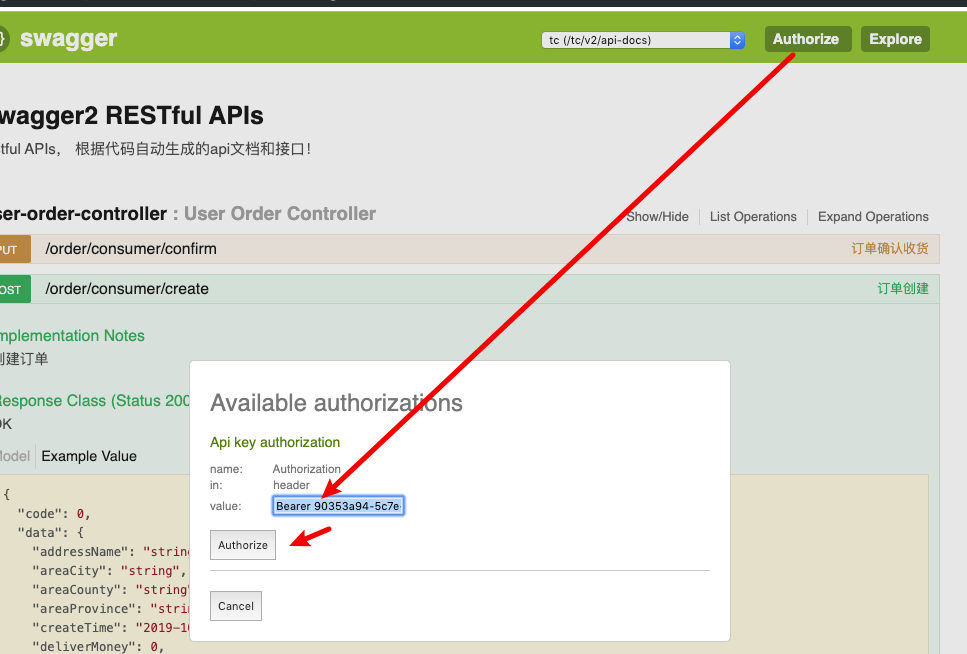 swagger
tc (/tc/v2/api-docs)
Authorize
Explore
wagger2 RESTful APIs
tful APIs， 根据代码自动生成的api文档和接口！
ser-order-controller : User Order Controller
Show/Hide
List Operations
Expand Operations
PUT
/order/consumer/confirm
订单确认收货
OST
/order/consumer/create
订单创建
mplementation Notes
创建订单
Response Class (Status 200
OK
Model
Example Value
Available authorizations
Api key authorization
name: Authorization
in: header
value: Bearer 90353a94-5c7e-
Authorize
Cancel
{
"code": 0,
"data": {
"addressName": "string
"areaCity": "string",
"areaCounty": "string"
"areaProvince": "stri
"createTime": "2019-10
"deliverMoney": 0,